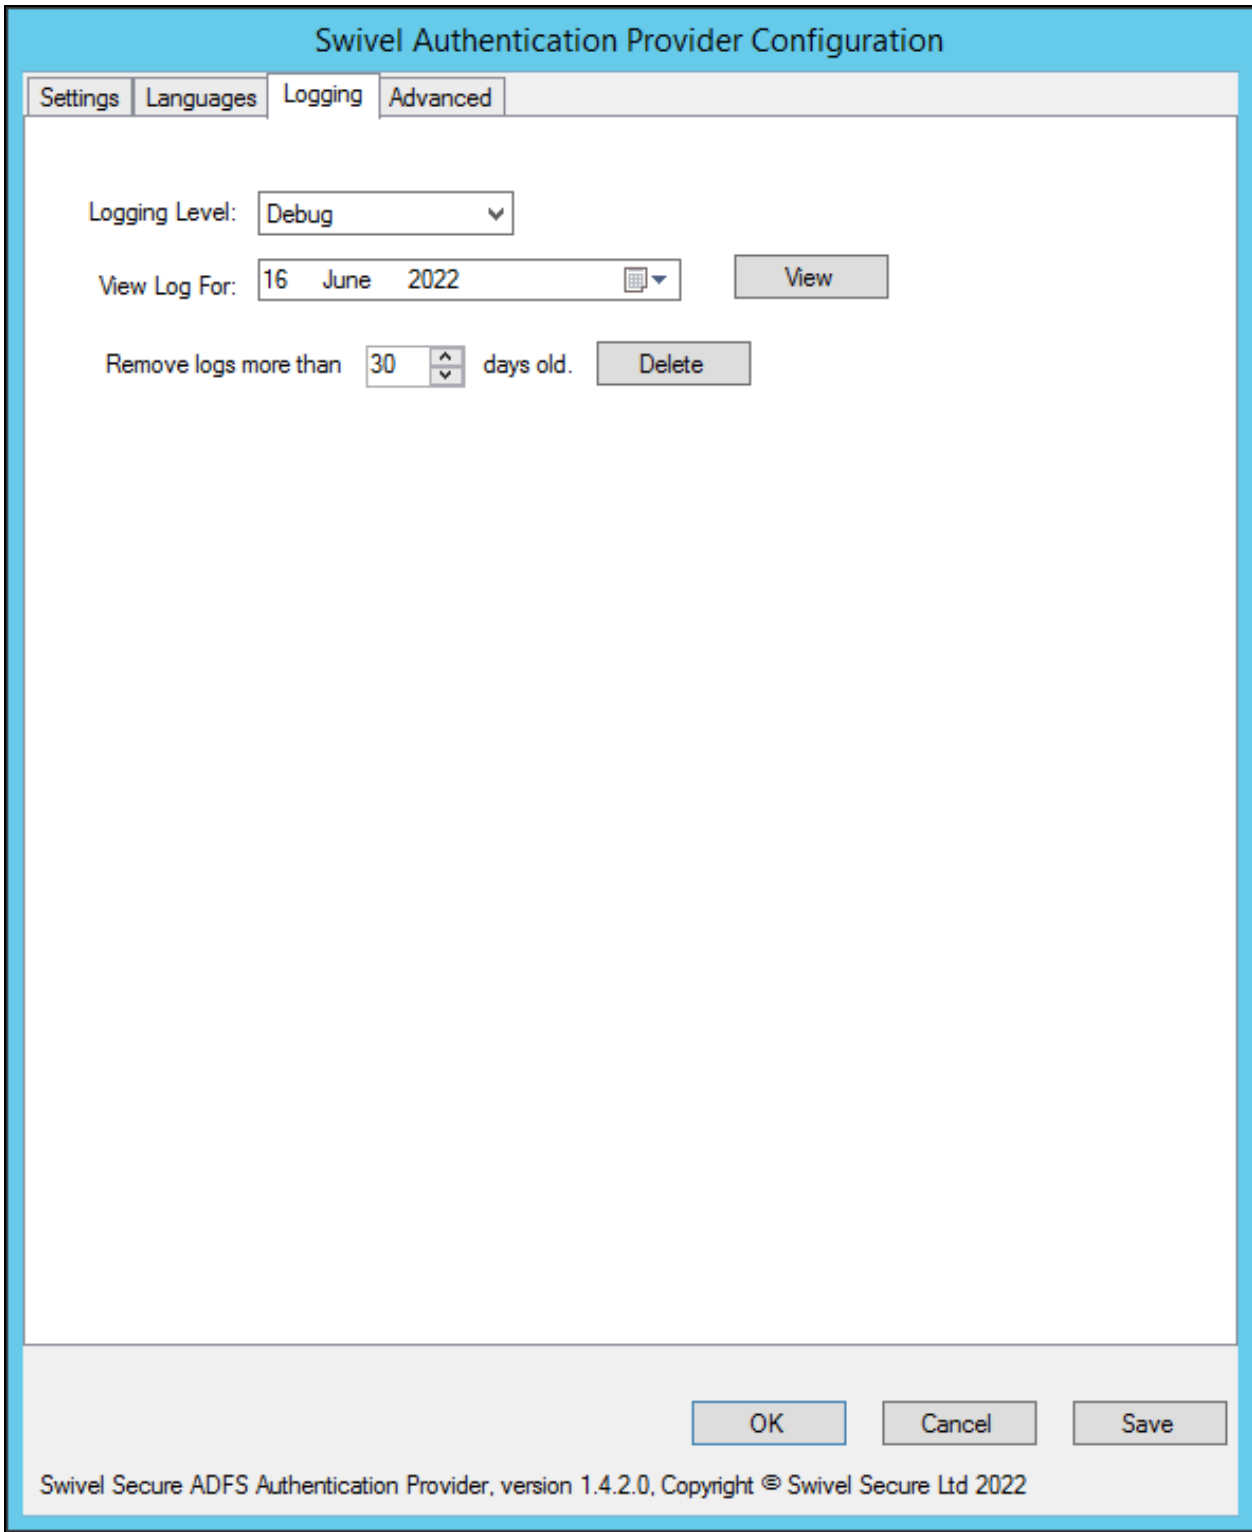 Swivel Authentication Provider Configuration
Settings Languages Logging Advanced
Logging Level: Debug
View Log For: 16 June 2022 View
Remove logs more than 30 days old. Delete
OK Cancel Save
Swivel Secure ADFS Authentication Provider, version 1.4.2.0, Copyright © Swivel Secure Ltd 2022